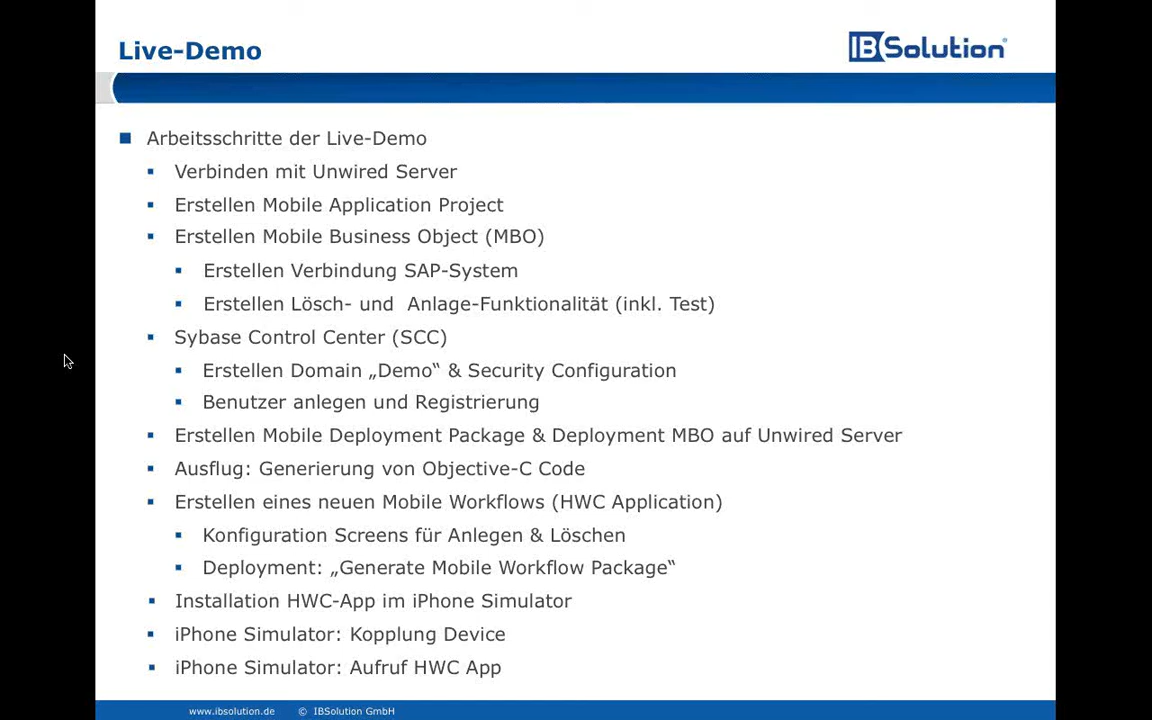 Live-Demo
IBSolution
Arbeitsschritte der Live-Demo
Verbinden mit Unwired Server
Erstellen Mobile Application Project
Erstellen Mobile Business Object (MBO)
Erstellen Verbindung SAP-System
Erstellen Lösch- und Anlage-Funktionalität (inkl. Test)
Sybase Control Center (SCC)
Erstellen Domain „Demo“ & Security Configuration
Benutzer anlegen und Registrierung
Erstellen Mobile Deployment Package & Deployment MBO auf Unwired Server
Ausflug: Generierung von Objective-C Code
Erstellen eines neuen Mobile Workflows (HWC Application)
Konfiguration Screens für Anlegen & Löschen
Deployment: „Generate Mobile Workflow Package“
Installation HWC-App im iPhone Simulator
iPhone Simulator: Kopplung Device
iPhone Simulator: Aufruf HWC App
www.ibsolution.de © IBSolution GmbH